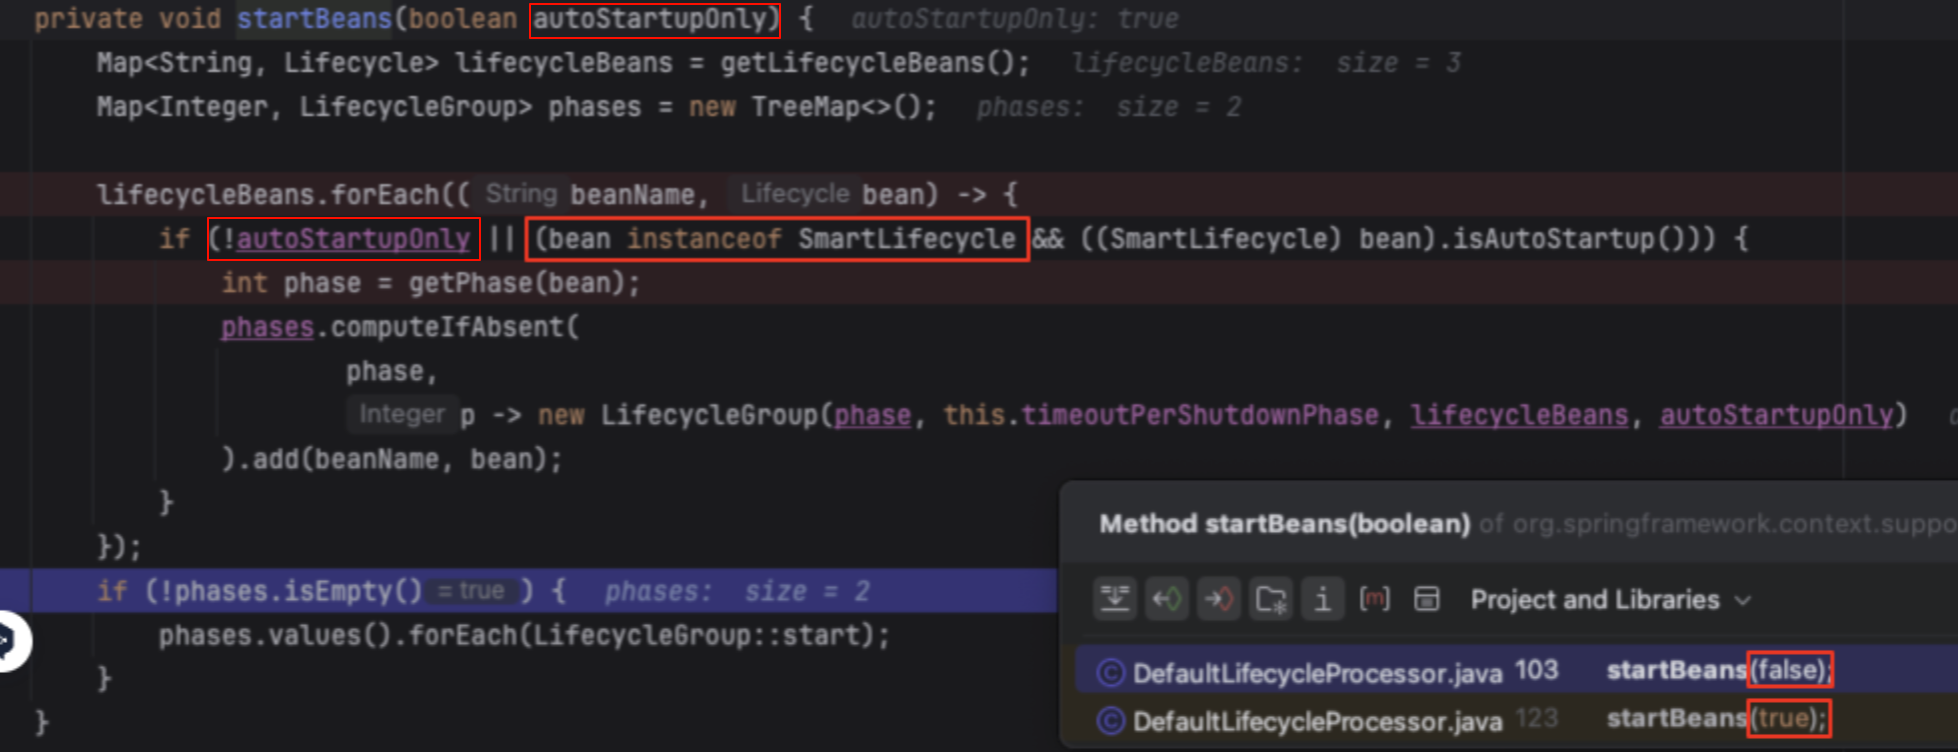 private void startBeans(boolean autoStartupOnly) {   autoStartupOnly: true
Map<String, Lifecycle> lifecycleBeans = getLifecycleBeans();   lifecycleBeans:  size = 3
Map<Integer, LifecycleGroup> phases = new TreeMap<>();   phases:  size = 2
lifecycleBeans.forEach(( String beanName,  Lifecycle bean) -> {
if (!autoStartupOnly || (bean instanceof SmartLifecycle && ((SmartLifecycle) bean).isAutoStartup())) {
int phase = getPhase(bean);
phases.computeIfAbsent(
phase,
Integer p -> new LifecycleGroup(phase, this.timeoutPerShutdownPhase, lifecycleBeans, autoStartupOnly)
).add(beanName, bean);
}
});
if (!phases.isEmpty() = true ) {   phases:  size = 2
phases.values().forEach(LifecycleGroup::start);
}
}
Method startBeans(boolean) of org.springframework.context.suppo
Project and Libraries
DefaultLifecycleProcessor.java 103 startBeans(false);
DefaultLifecycleProcessor.java 123 startBeans(true);